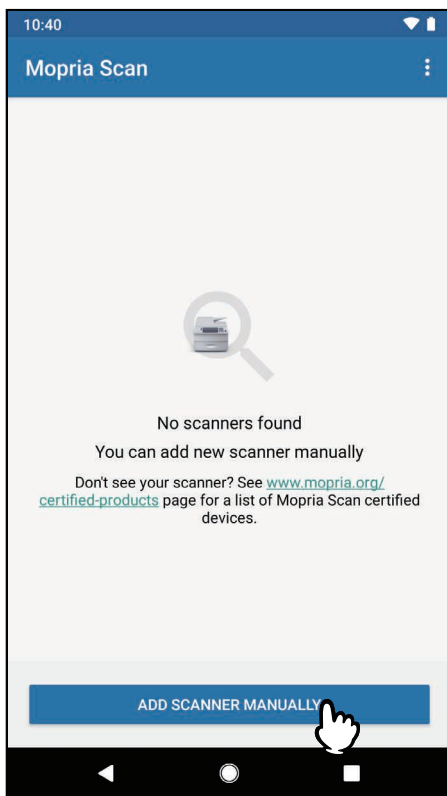 10:40
Mopria Scan
No scanners found
You can add new scanner manually
Don't see your scanner? See www.mopria.org/
certified-products page for a list of Mopria Scan certified
devices.
ADD SCANNER MANUALLY